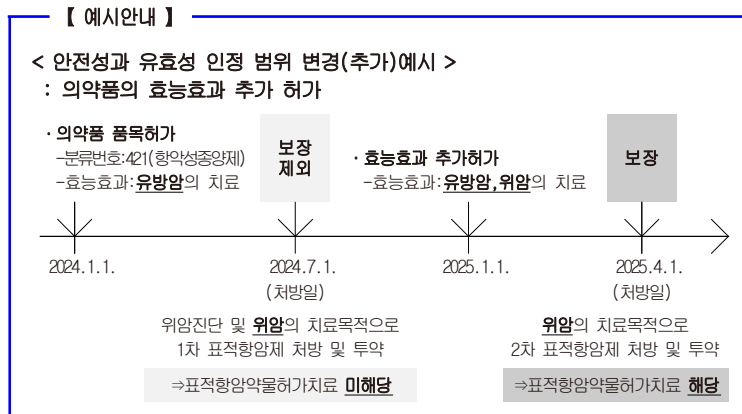 【 예시안내 】
< 안전성과 유효성 인정 범위 변경(추가)예시 >
: 의약품의 효능효과 추가 허가
· 의약품 품목허가
-분류번호:421(항악성종양제)
-효능효과:유방암의 치료
보장
제외
· 효능효과 추가허가
-효능효과:유방암,위암의 치료
보장
2024.1.1.
2024.7.1.
(처방일)
2025.1.1.
2025.4.1.
(처방일)
위암진단 및 위암의 치료목적으로
1차 표적항암제 처방 및 투약
⇒표적항암약물허가치료 미해당
위암의 치료목적으로
2차 표적항암제 처방 및 투약
⇒표적항암약물허가치료 해당